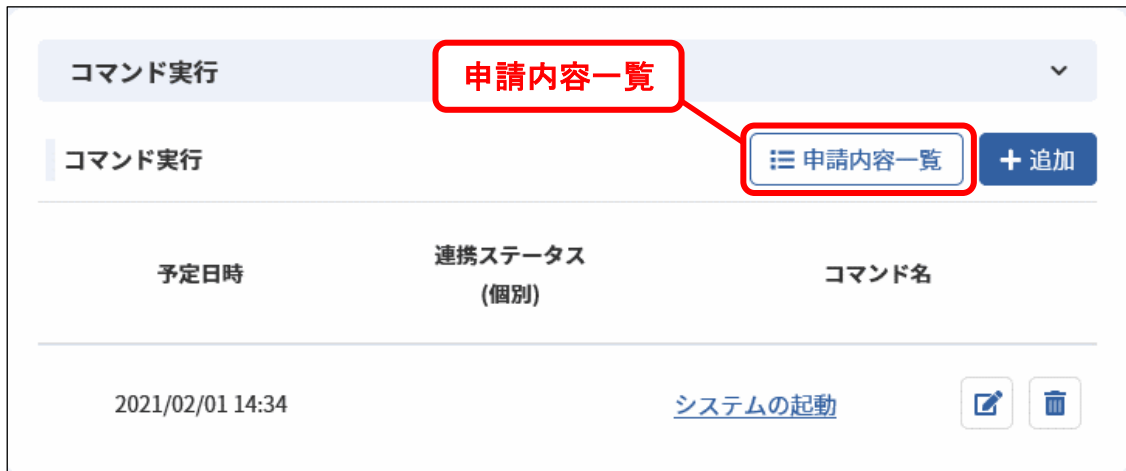 コマンド実行
申請内容一覧
コマンド実行
申請内容一覧
追加
予定日時
連携ステータス
(個別)
コマンド名
2021/02/01 14:34
システムの起動